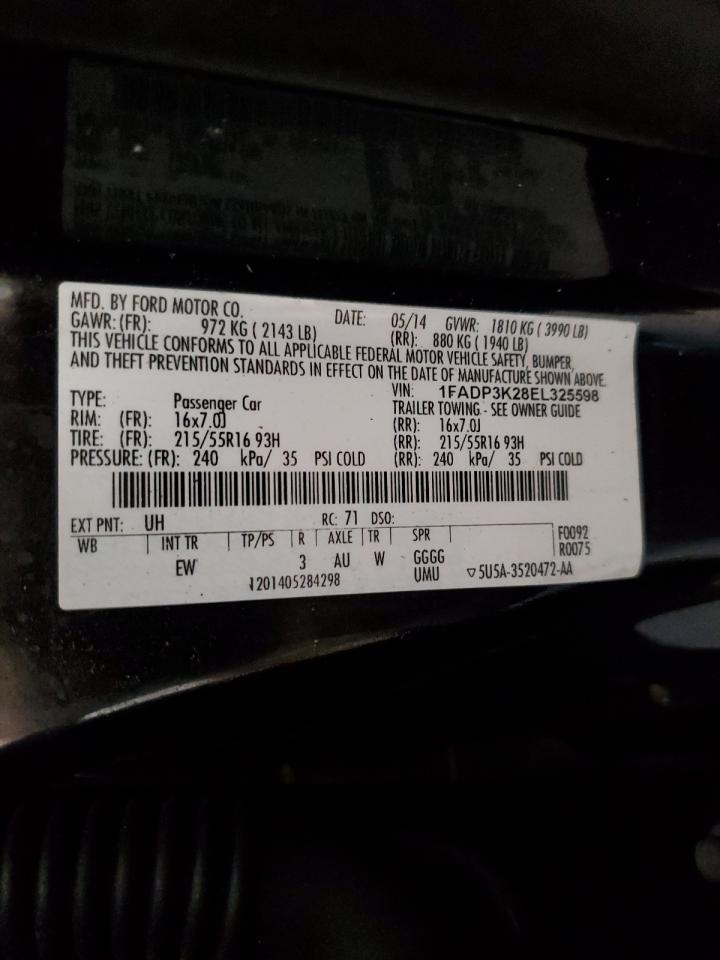 MFD. BY FORD MOTOR CO. DATE: 05/14 GVWR: 1810 KG ( 3990 LB)
GAWR: (FR): 972 KG ( 2143 LB) (RR): 880 KG ( 1940 LB)
THIS VEHICLE CONFORMS TO ALL APPLICABLE FEDERAL MOTOR VEHICLE SAFETY, BUMPER,
AND THEFT PREVENTION STANDARDS IN EFFECT ON THE DATE OF MANUFACTURE SHOWN ABOVE.
VIN: 1FADP3K28EL325598
TYPE: Passenger Car TRAILER TOWING - SEE OWNER GUIDE
RIM: (FR): 16x7.0J (RR): 16x7.0J
TIRE: (FR): 215/55R16 93H (RR): 215/55R16 93H
PRESSURE: (FR): 240 kPa/ 35 PSI COLD (RR): 240 kPa/ 35 PSI COLD
EXT PNT: UH RC: 71 DSO:
WB INT TR TP/PS R AXLE TR SPR F0092
R0075
EW 3 AU W GGGG
UMU
1201405284298 ▽5U5A-3520472-AA